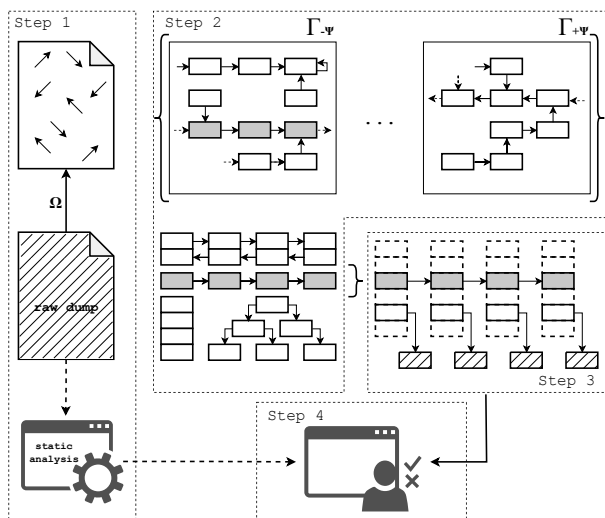 Step 1
Ω
raw dump
static
analysis
Step 2
Γ-Ψ
Γ+Ψ
...
Step 3
Step 4